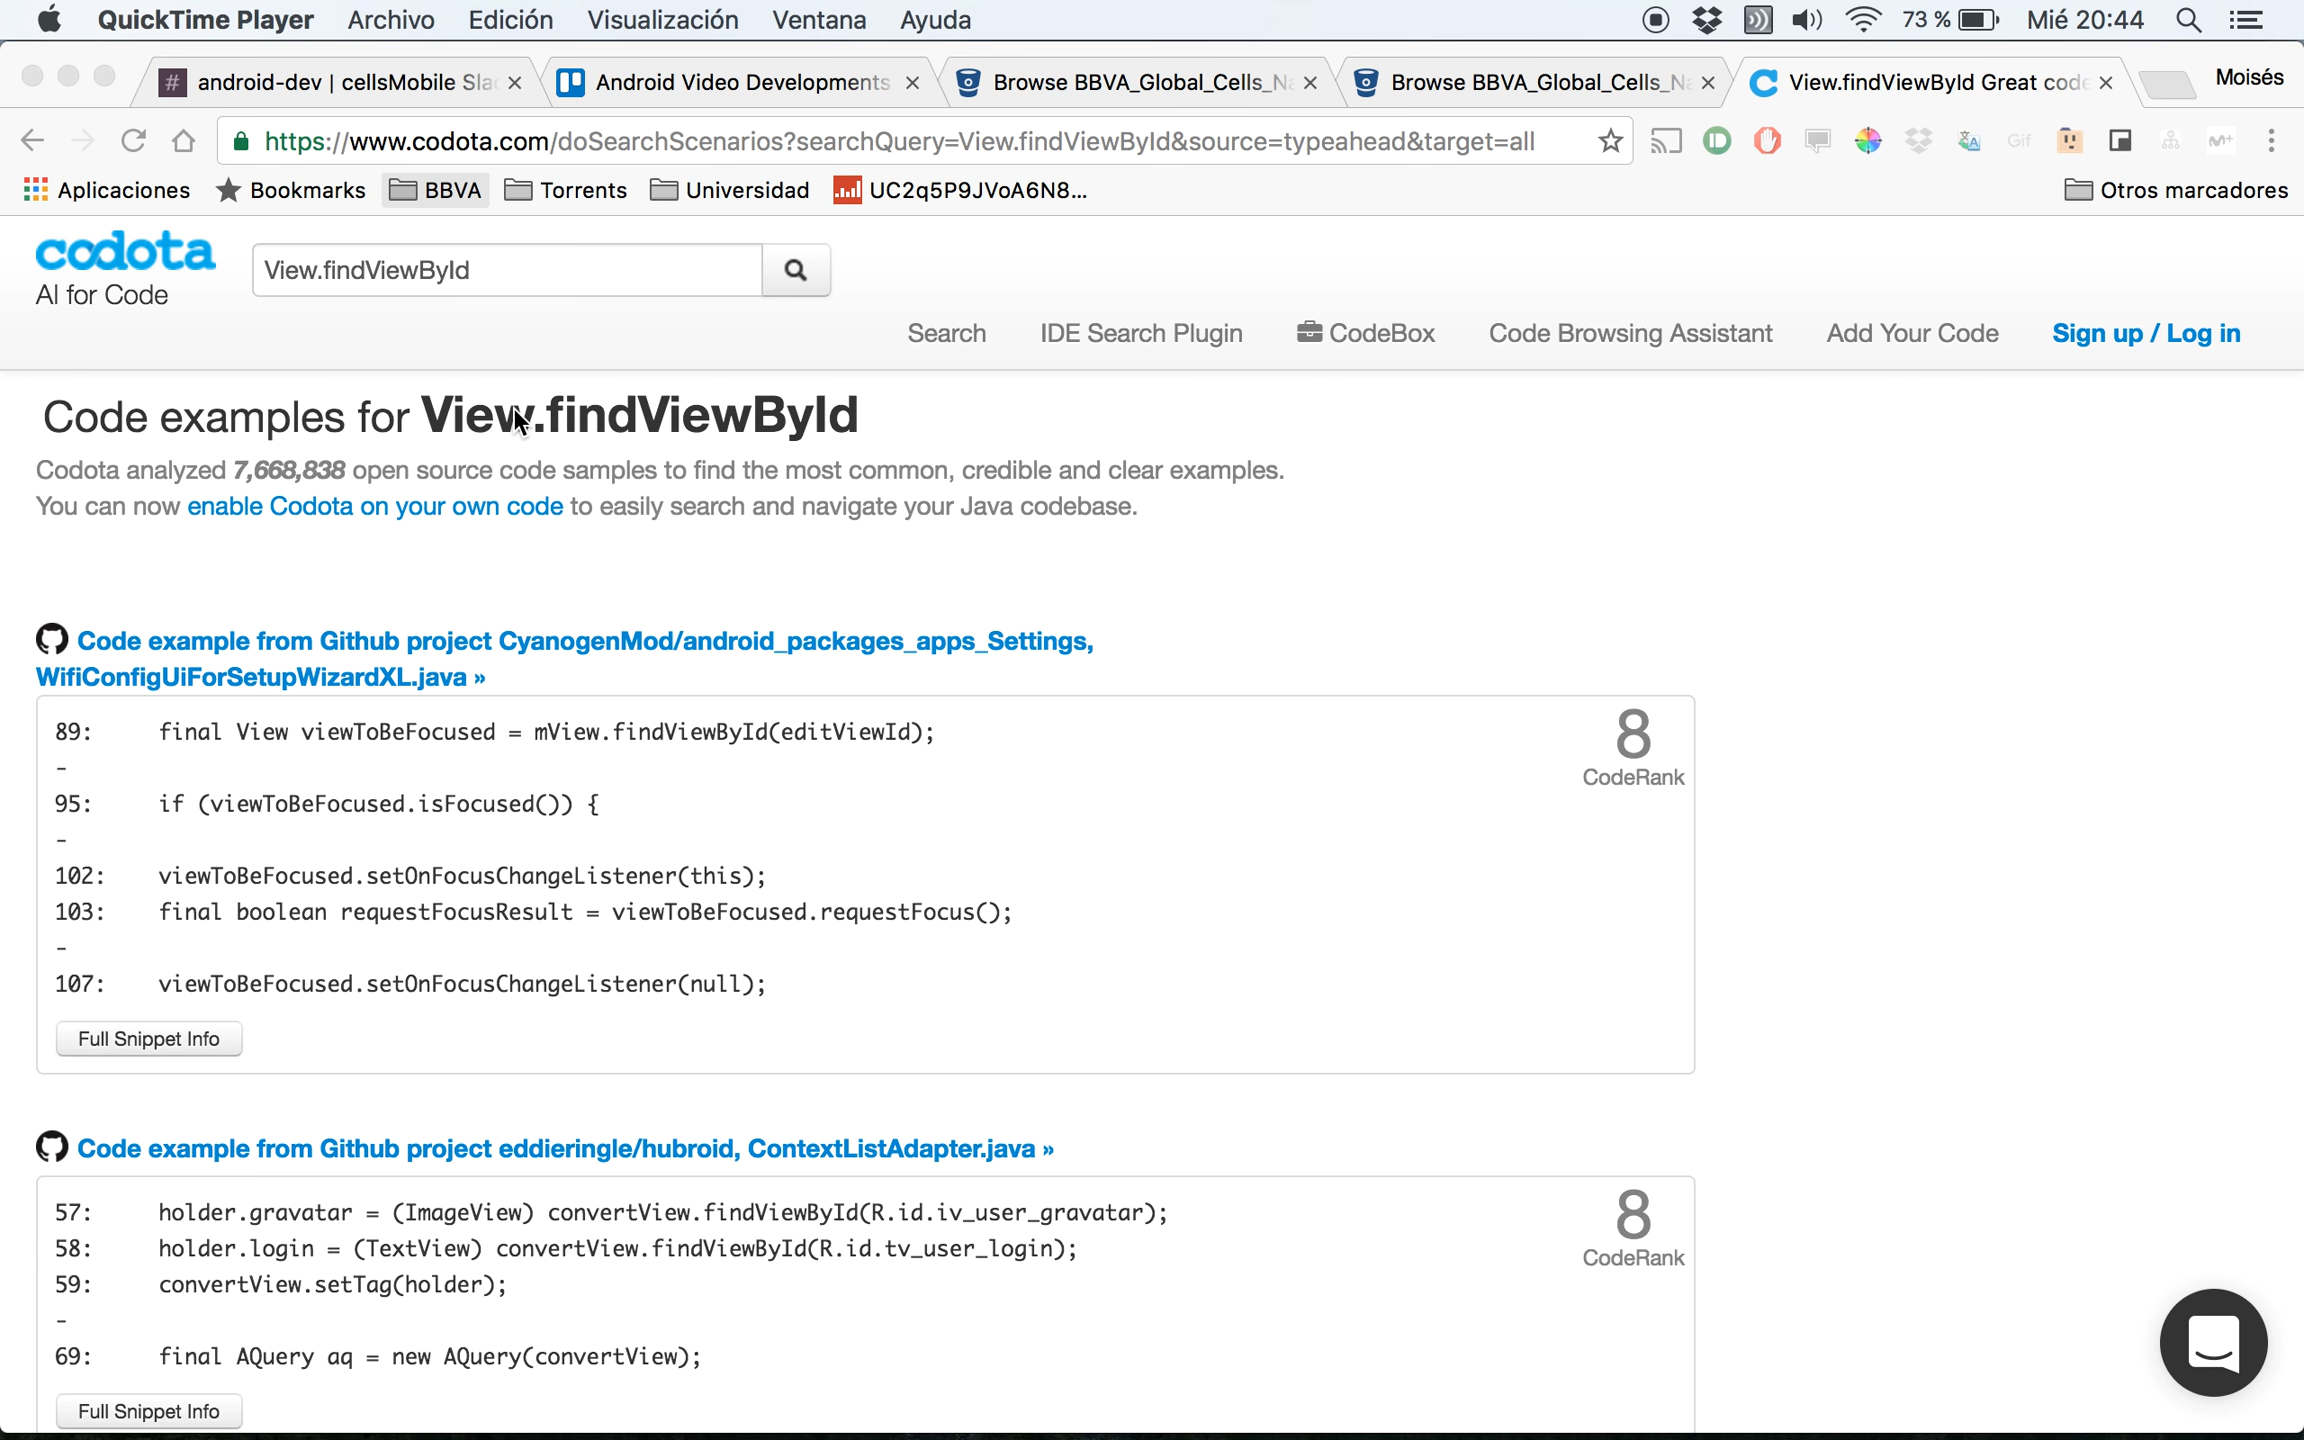 QuickTime Player Archivo Edición Visualización Ventana Ayuda 73 % Mié 20:44
# android-dev | cellsMobile Sla Android Video Developments Browse BBVA_Global_Cells_N Browse BBVA_Global_Cells_N View.findViewById Great code Moisés
https://www.codota.com/doSearchScenarios?searchQuery=View.findViewById&source=typeahead&target=all Gif
Aplicaciones Bookmarks BBVA Torrents Universidad UC2q5P9JVoA6N8... Otros marcadores
codota
AI for Code
View.findViewById
Search IDE Search Plugin CodeBox Code Browsing Assistant Add Your Code Sign up / Log in
Code examples for View.findViewById
Codota analyzed 7,668,838 open source code samples to find the most common, credible and clear examples.
You can now enable Codota on your own code to easily search and navigate your Java codebase.
Code example from Github project CyanogenMod/android_packages_apps_Settings,
WifiConfigUiForSetupWizardXL.java »
89: final View viewToBeFocused = mView.findViewById(editViewId);
-
95: if (viewToBeFocused.isFocused()) {
-
102: viewToBeFocused.setOnFocusChangeListener(this);
103: final boolean requestFocusResult = viewToBeFocused.requestFocus();
-
107: viewToBeFocused.setOnFocusChangeListener(null);
8
CodeRank
Full Snippet Info
Code example from Github project eddieringle/hubroid, ContextListAdapter.java »
57: holder.gravatar = (ImageView) convertView.findViewById(R.id.iv_user_gravatar);
58: holder.login = (TextView) convertView.findViewById(R.id.tv_user_login);
59: convertView.setTag(holder);
-
69: final AQuery aq = new AQuery(convertView);
8
CodeRank
Full Snippet Info